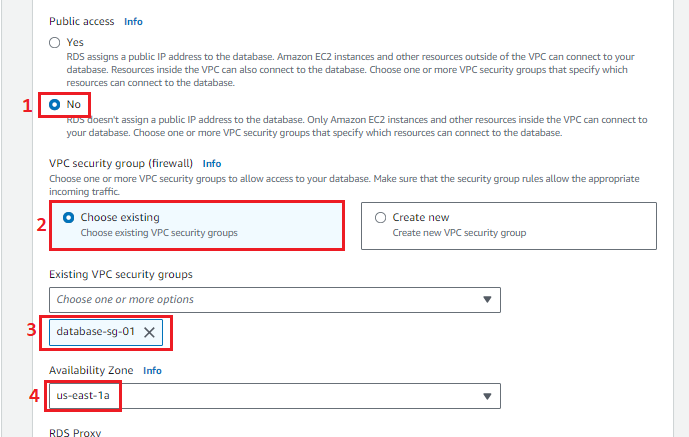 Public access Info
Yes
RDS assigns a public IP address to the database. Amazon EC2 instances and other resources outside of the VPC can connect to your
database. Resources inside the VPC can also connect to the database. Choose one or more VPC security groups that specify which
resources can connect to the database.
1 No
RDS doesn't assign a public IP address to the database. Only Amazon EC2 instances and other resources inside the VPC can connect to
your database. Choose one or more VPC security groups that specify which resources can connect to the database.
VPC security group (firewall) Info
Choose one or more VPC security groups to allow access to your database. Make sure that the security group rules allow the appropriate
incoming traffic.
2 Choose existing
Choose existing VPC security groups
Create new
Create new VPC security group
Existing VPC security groups
Choose one or more options
3 database-sg-01
Availability Zone Info
4 us-east-1a
RDS Proxy